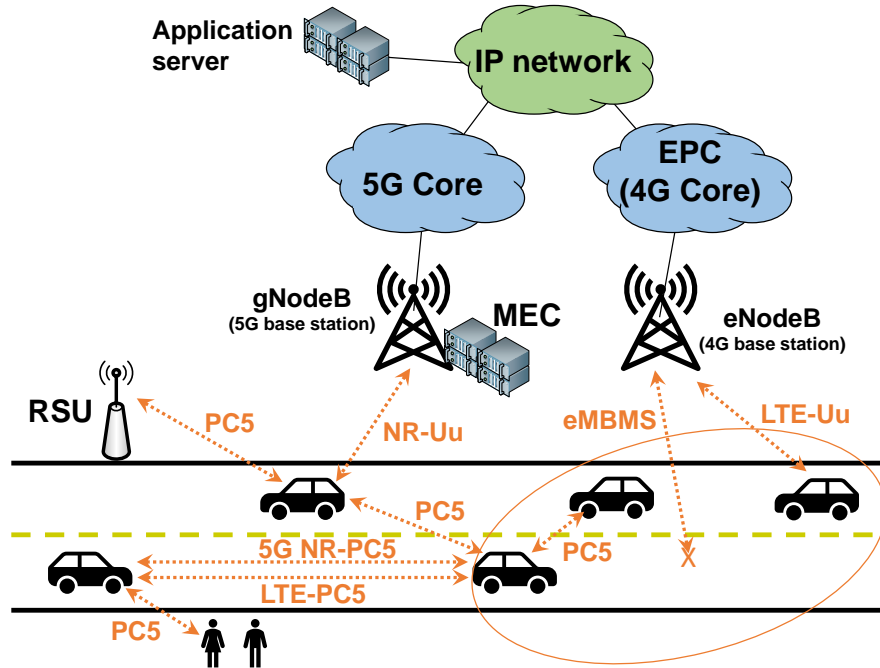 Application
server
IP network
5G Core
EPC
(4G Core)
gNodeB
(5G base station)
MEC
eNodeB
(4G base station)
RSU
PC5
NR-Uu
eMBMS
LTE-Uu
PC5
5G NR-PC5
PC5
X
LTE-PC5
PC5